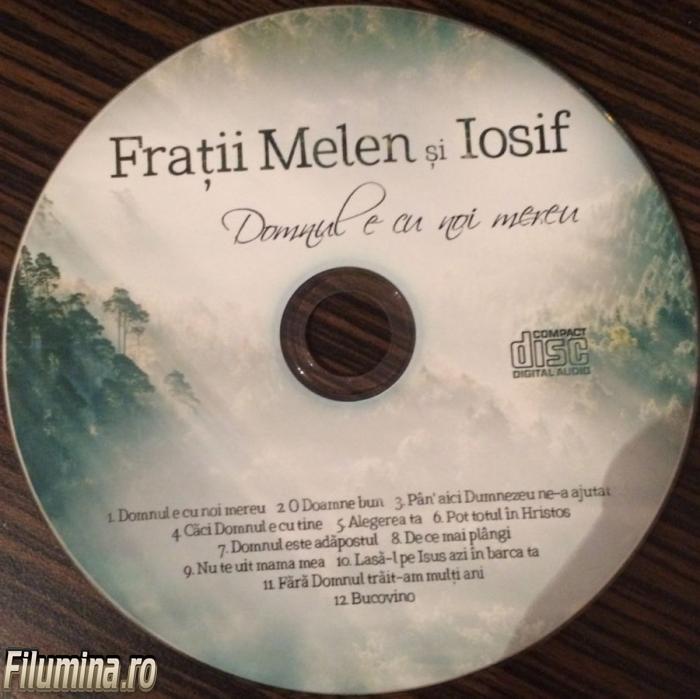 Frații Melen și Iosif
Domnul e cu noi mereu
COMPACT
disc
DIGITAL AUDIO
1. Domnul e cu noi mereu 2 O Doamne bun 3. Pân' aici Dumnezeu ne-a ajutat
4. Căci Domnul e cu tine 5. Alegerea ta 6. Pot totul în Hristos
7. Domnul este adăpostul 8. De ce mai plângi
9. Nu te uit mama mea 10. Lasă-l pe Isus azi în barca ta
11. Fără Domnul trăit-am mulți ani
12. Bucovino
Filumina.ro